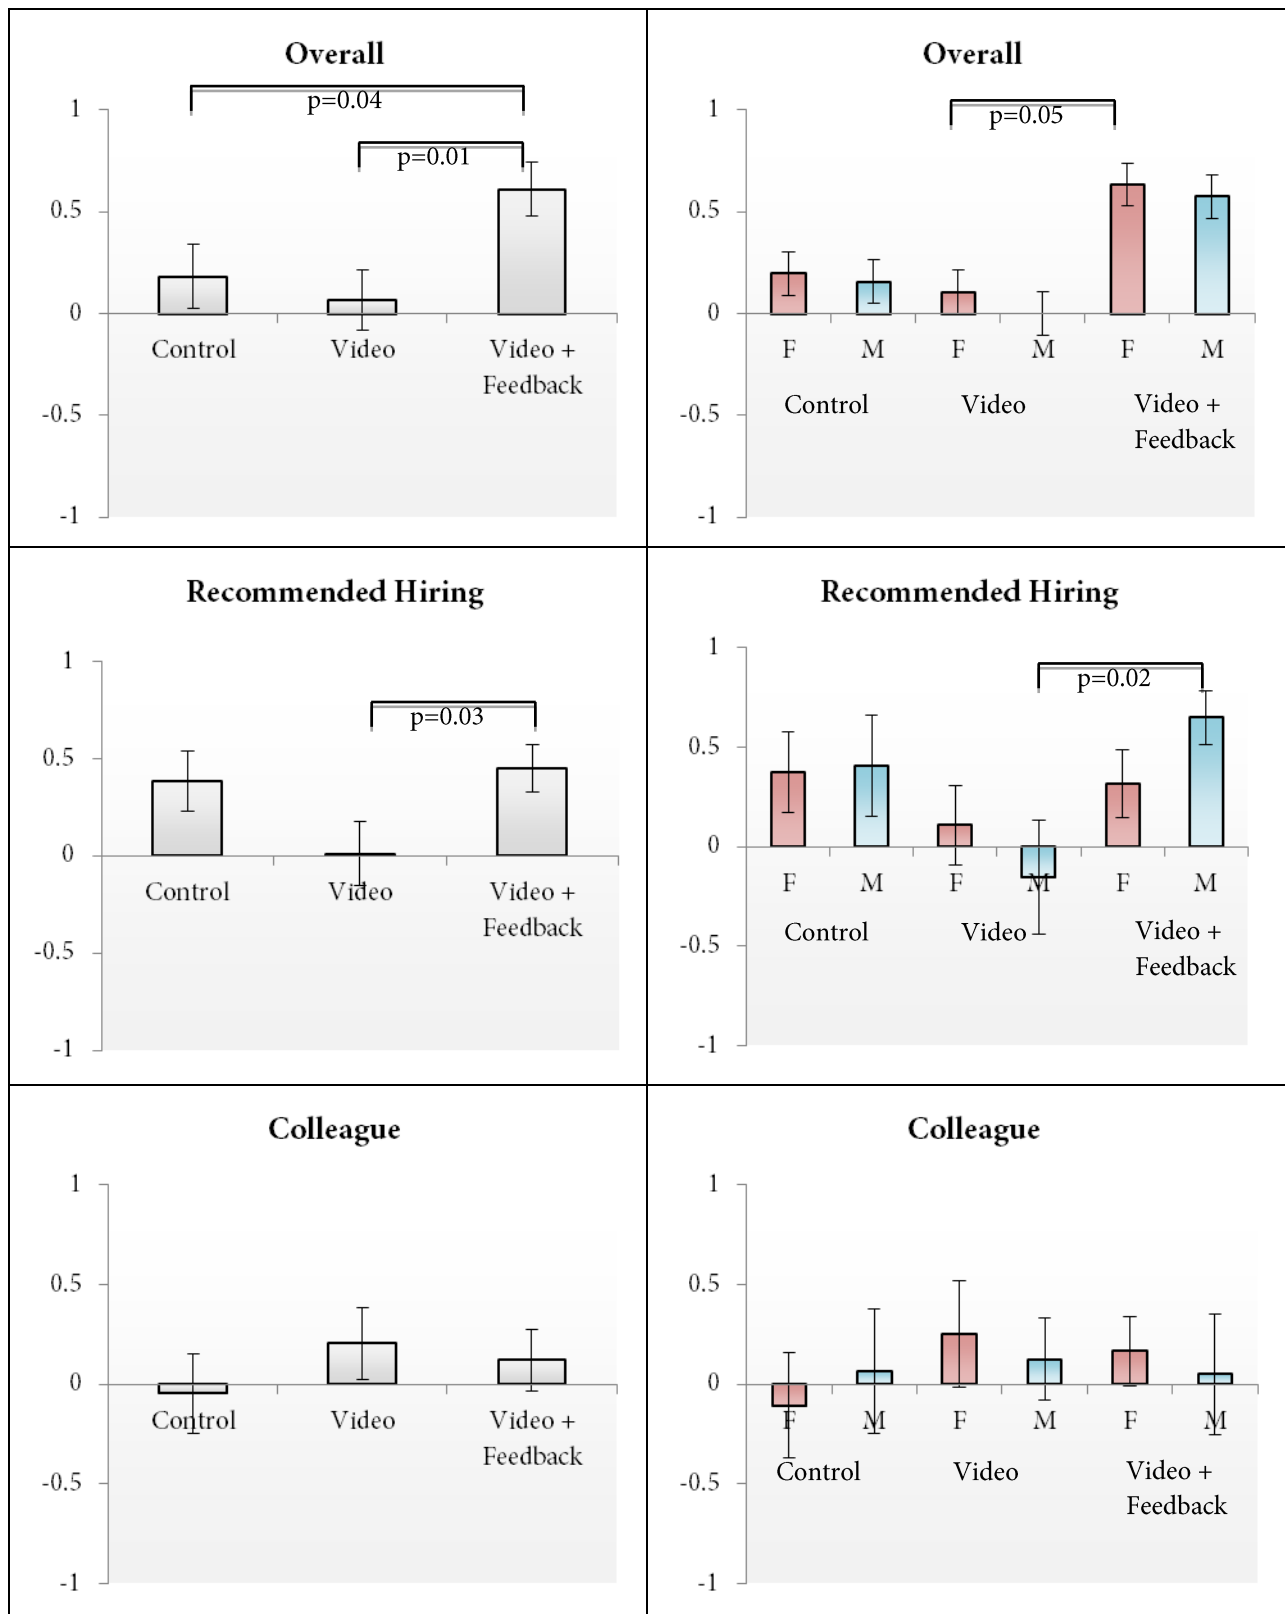 Overall
p=0.04
1
p=0.01
0.5
0
Control Video Video +
Feedback
-0.5
-1
Overall
1
p=0.05
0.5
0
F M F M F M
Control Video Video +
Feedback
-0.5
-1
Recommended Hiring
1
p=0.03
0.5
0
Control Video Video +
Feedback
-0.5
-1
Recommended Hiring
1
p=0.02
0.5
0
F M F M F M
Control Video Video +
Feedback
-0.5
-1
Colleague
1
0.5
0
Control Video Video +
Feedback
-0.5
-1
Colleague
1
0.5
0
F M F M F M
Control Video Video +
Feedback
-0.5
-1